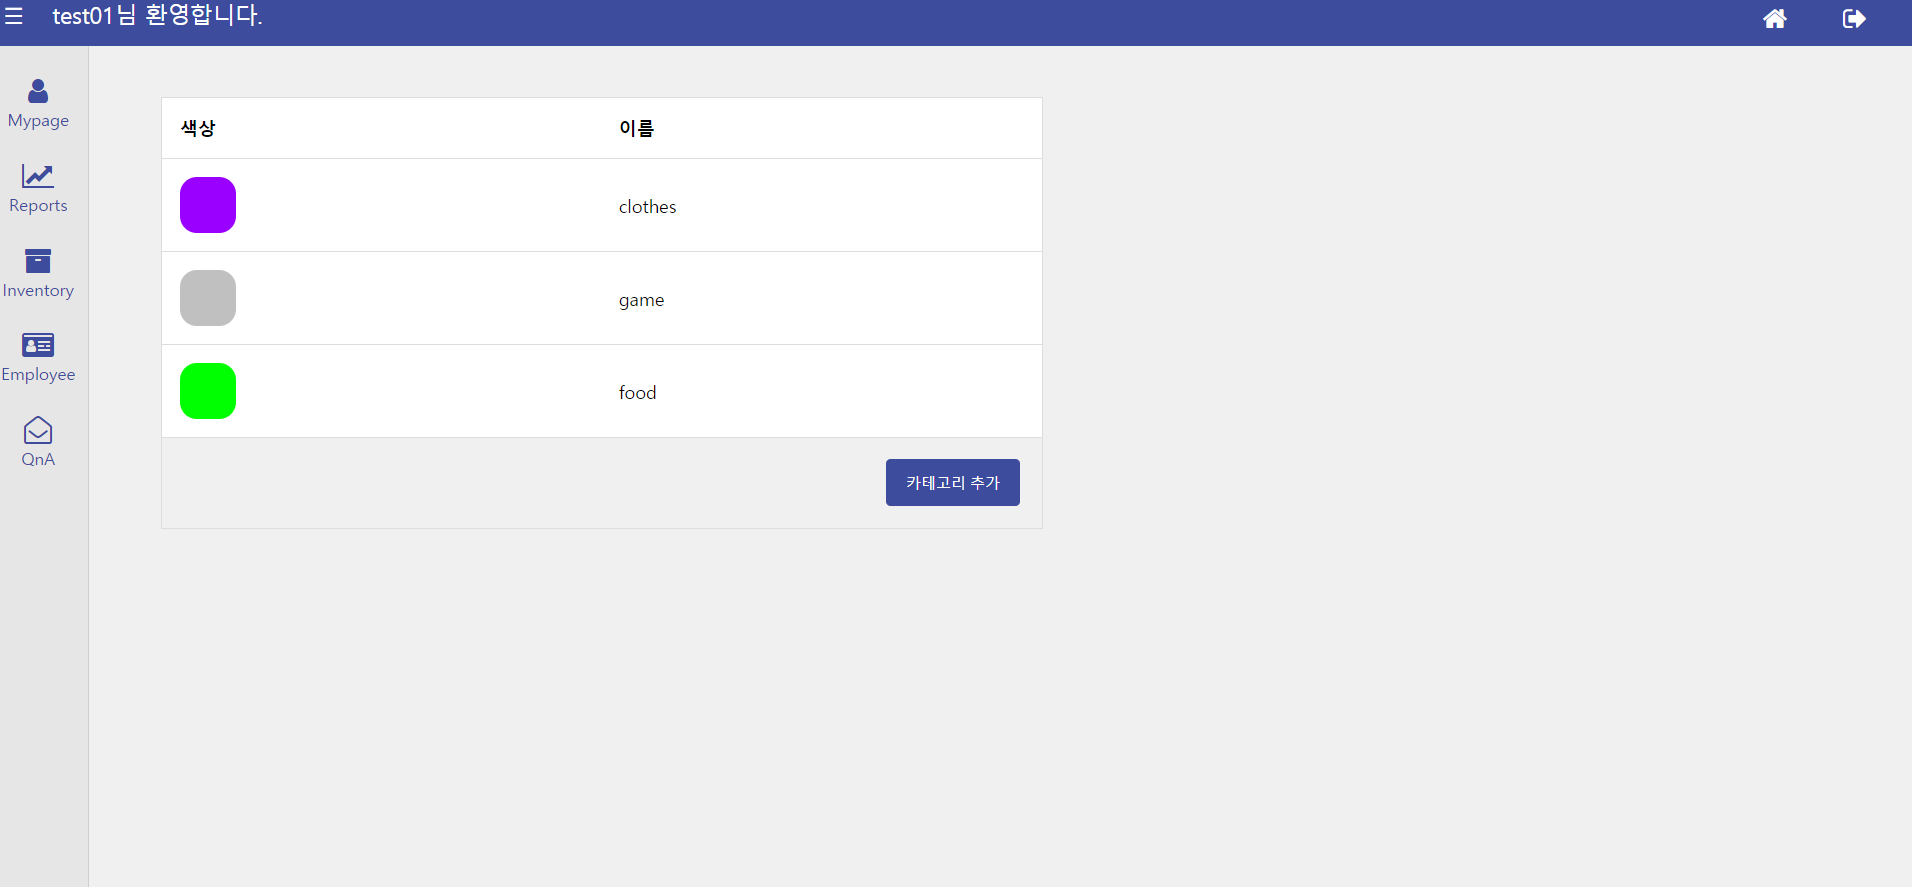 ☰ test01님 환영합니다.
Mypage
Reports
Inventory
Employee
QnA
색상 이름
clothes
game
food
카테고리 추가